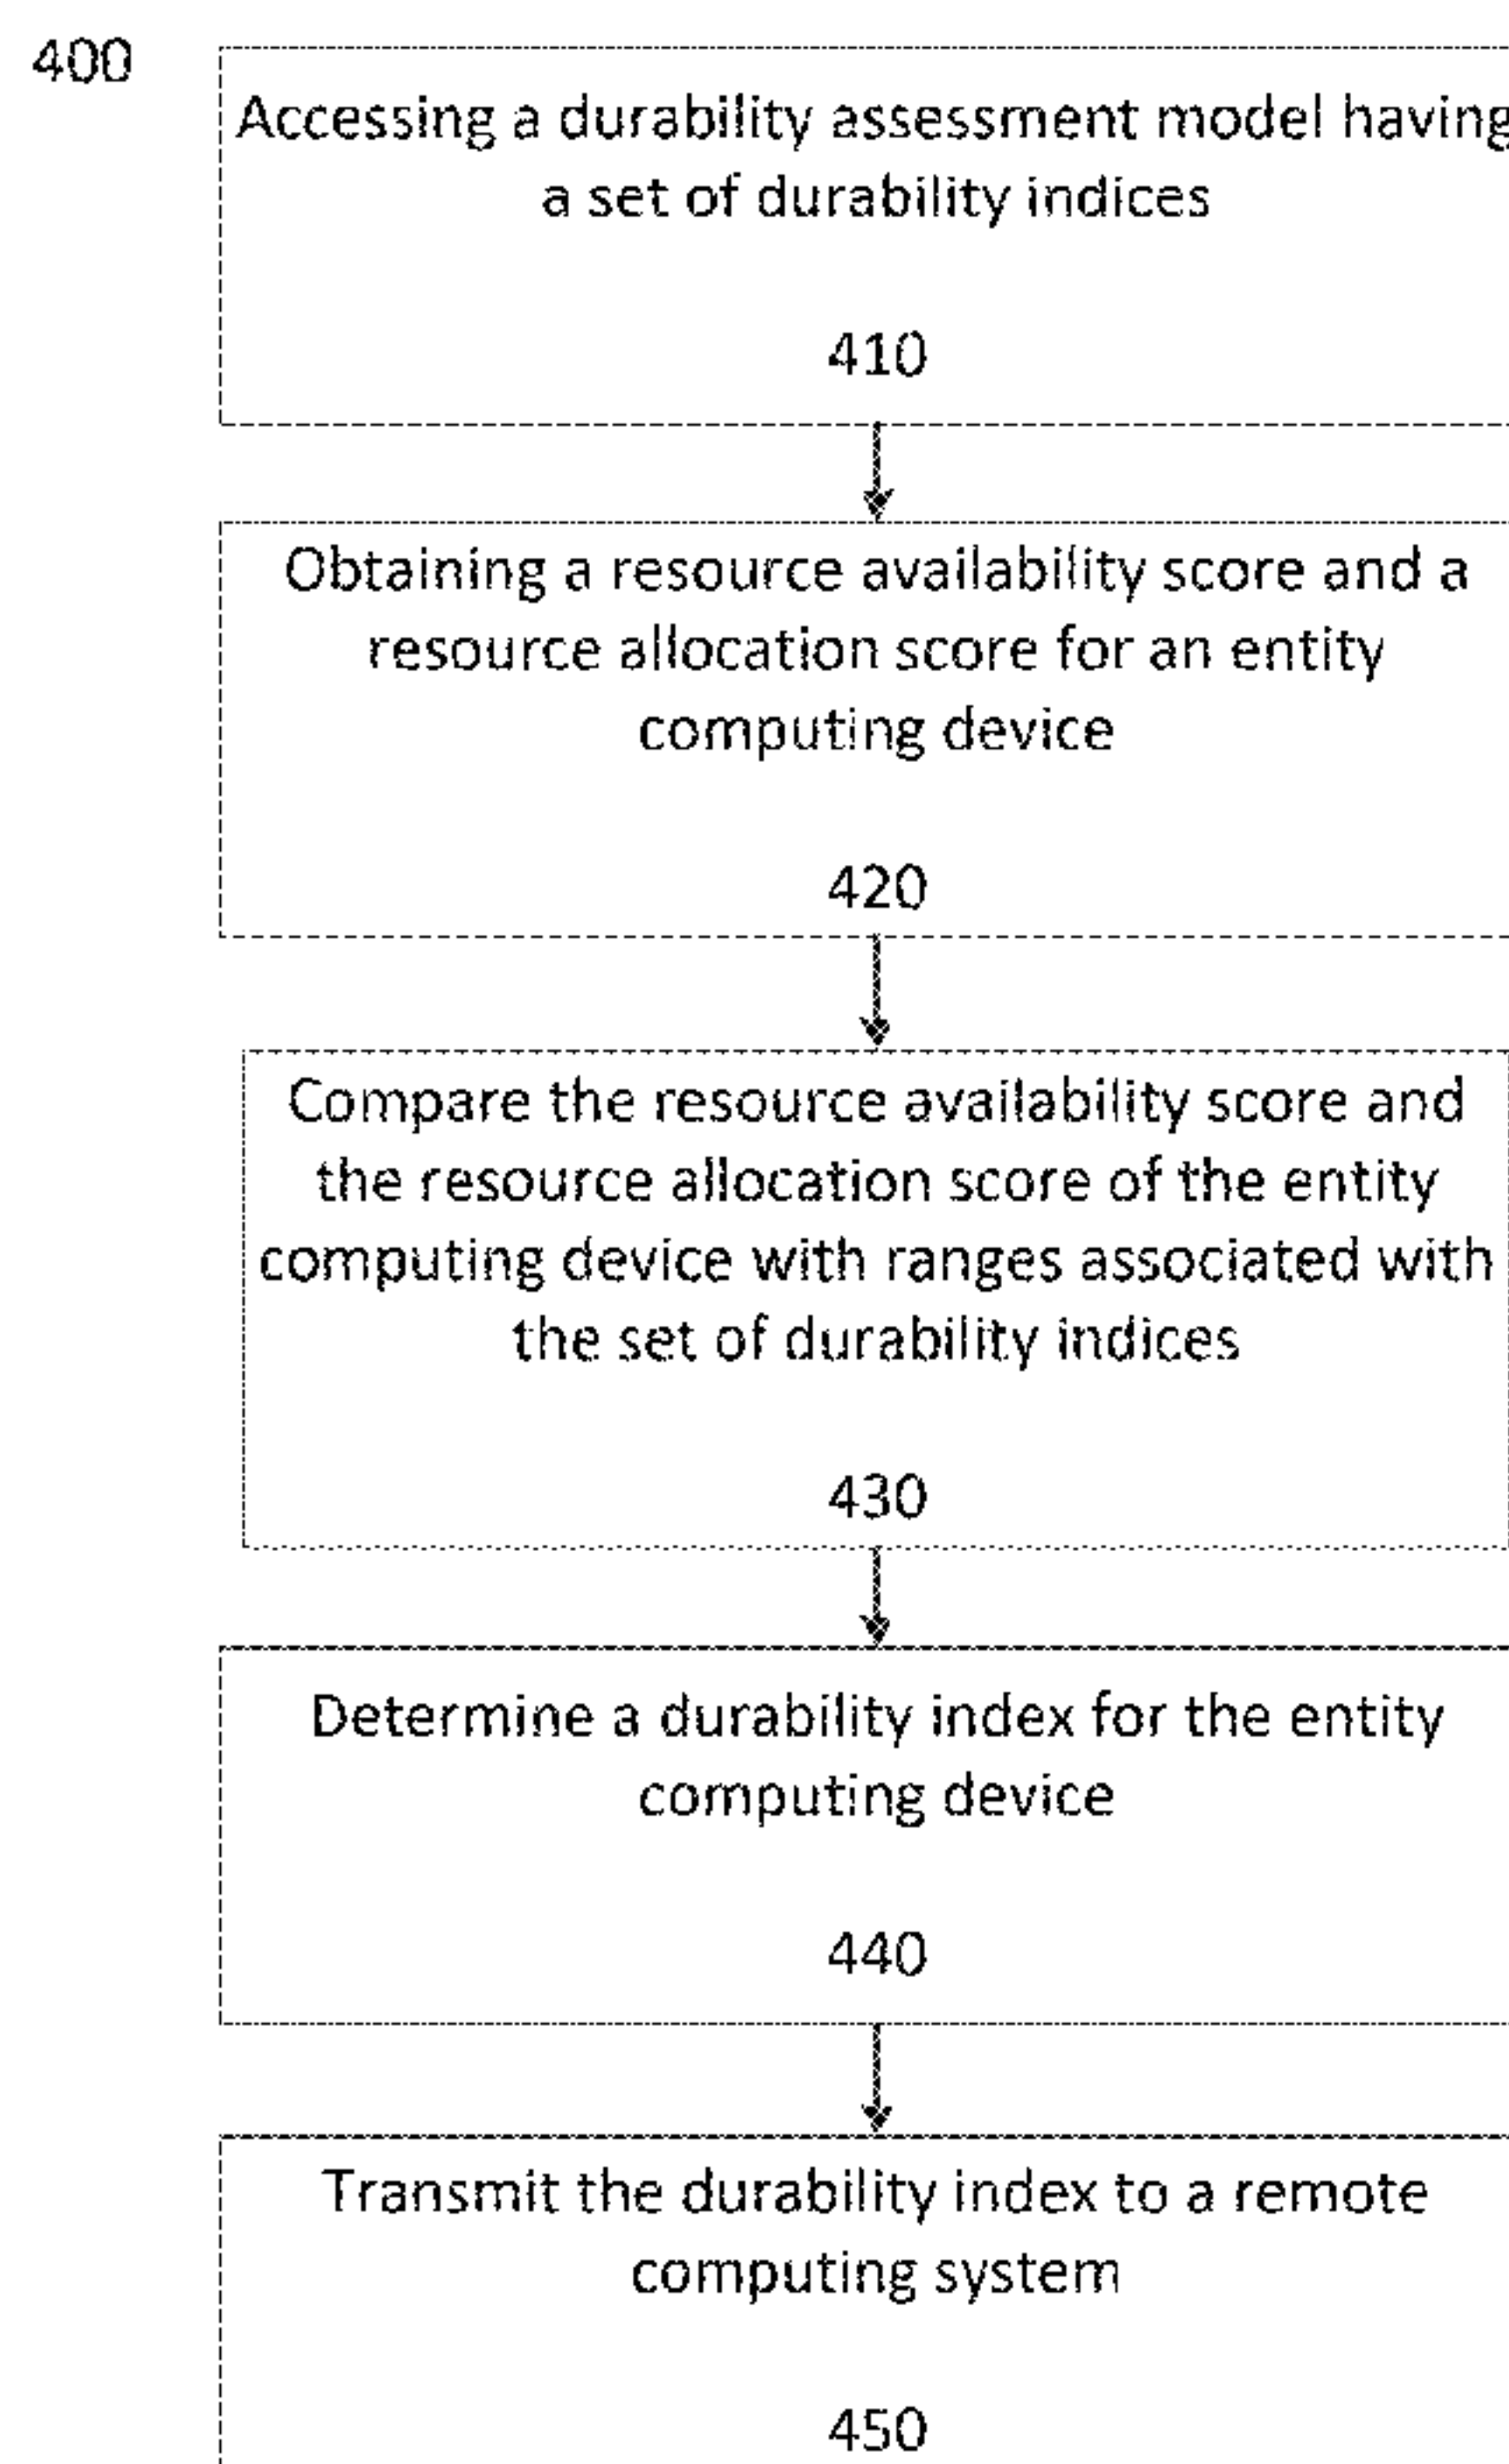 400
Accessing a durability assessment model having
a set of durability indices
410
Obtaining a resource availability score and a
resource allocation score for an entity
computing device
420
Compare the resource availability score and
the resource allocation score of the entity
computing device with ranges associated with
the set of durability indices
430
Determine a durability index for the entity
computing device
440
Transmit the durability index to a remote
computing system
450